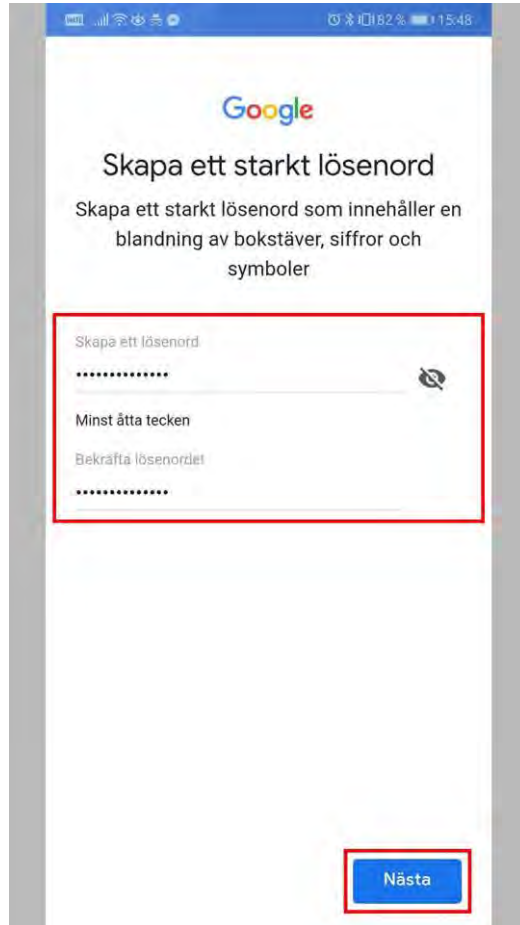 82 % 15:48
Google
Skapa ett starkt lösenord
Skapa ett starkt lösenord som innehåller en
blandning av bokstäver, siffror och
symboler
Skapa ett lösenord
••••••••••••••
Minst åtta tecken
Bekräfta lösenordet
••••••••••••••
Nästa